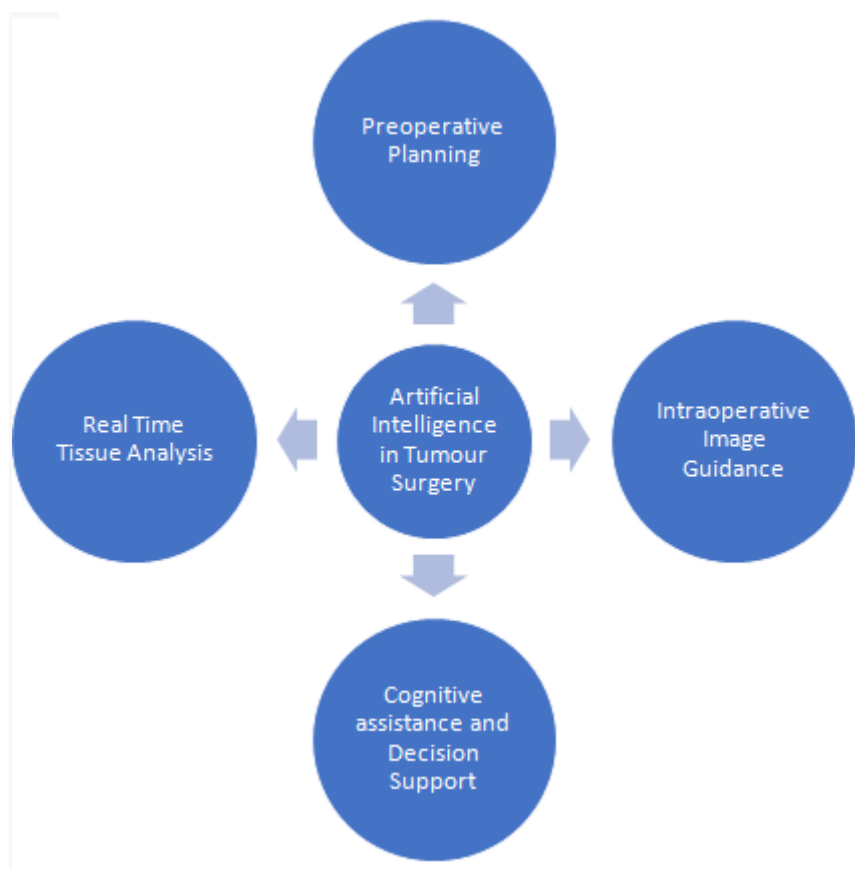 Preoperative
Planning
Real Time
Tissue Analysis
Artificial
Intelligence
in Tumour
Surgery
Intraoperative
Image
Guidance
Cognitive
assistance and
Decision
Support